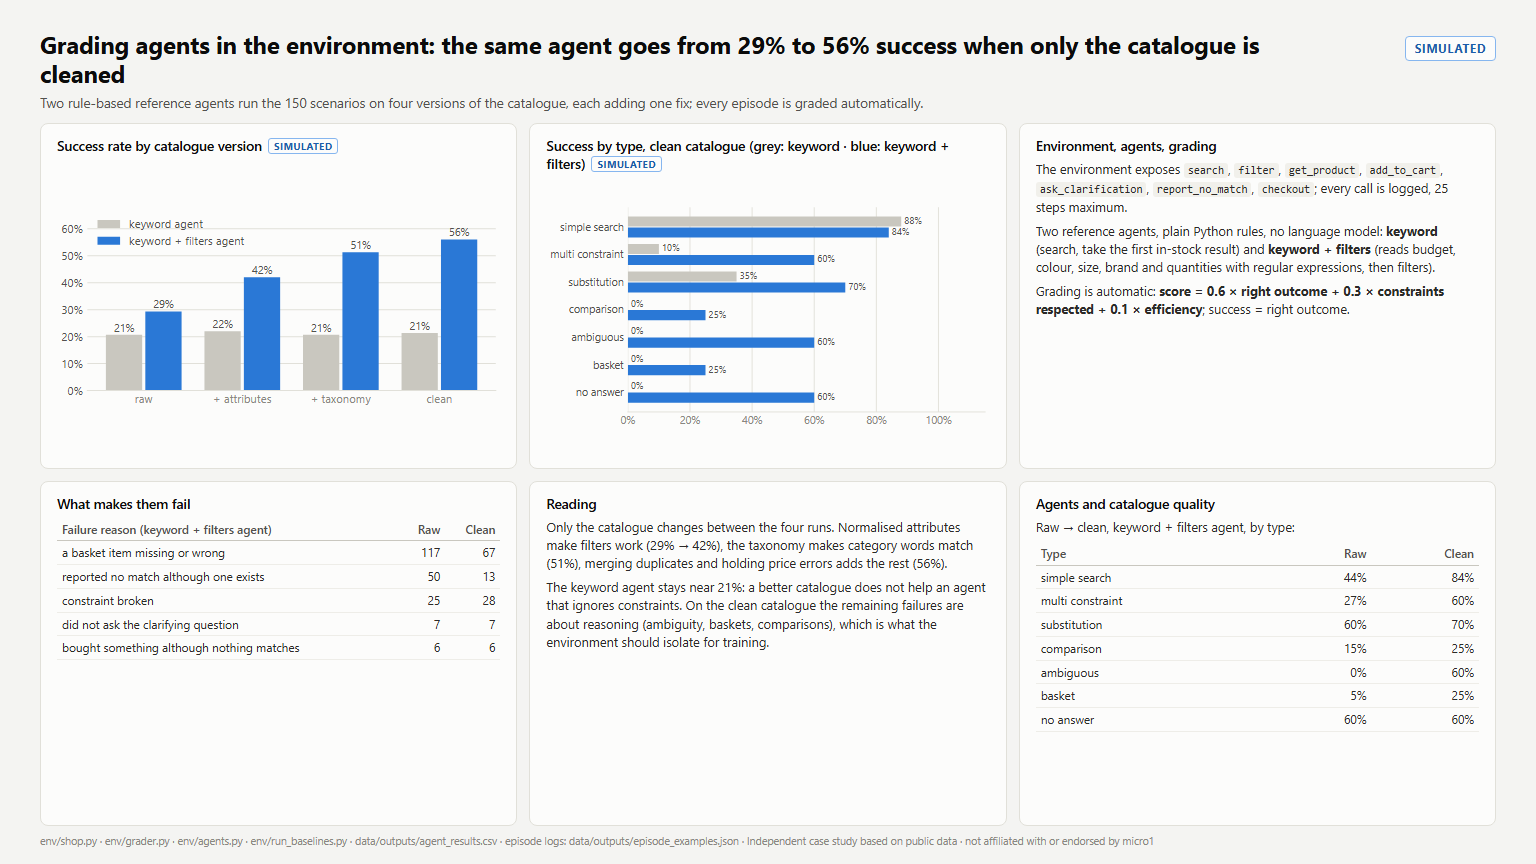 Grading agents in the environment: the same agent goes from 29% to 56% success when only the catalogue is
cleaned
SIMULATED
Two rule-based reference agents run the 150 scenarios on four versions of the catalogue, each adding one fix; every episode is graded automatically.
Success rate by catalogue version SIMULATED
keyword agent
keyword + filters agent
60%
50%
40%
30%
20%
10%
0%
21% 29% 22% 42% 21% 51% 21% 56%
raw + attributes + taxonomy clean
Success by type, clean catalogue (grey: keyword · blue: keyword +
filters) SIMULATED
simple search 88% 84%
multi constraint 10% 60%
substitution 35% 70%
comparison 0% 25%
ambiguous 0% 60%
basket 0% 25%
no answer 0% 60%
0% 20% 40% 60% 80% 100%
Environment, agents, grading
The environment exposes search, filter, get_product, add_to_cart,
ask_clarification, report_no_match, checkout; every call is logged, 25
steps maximum.
Two reference agents, plain Python rules, no language model: keyword
(search, take the first in-stock result) and keyword + filters (reads budget,
colour, size, brand and quantities with regular expressions, then filters).
Grading is automatic: score = 0.6 × right outcome + 0.3 × constraints
respected + 0.1 × efficiency; success = right outcome.
What makes them fail
Failure reason (keyword + filters agent) Raw Clean
a basket item missing or wrong 117 67
reported no match although one exists 50 13
constraint broken 25 28
did not ask the clarifying question 7 7
bought something although nothing matches 6 6
Reading
Only the catalogue changes between the four runs. Normalised attributes
make filters work (29% → 42%), the taxonomy makes category words match
(51%), merging duplicates and holding price errors adds the rest (56%).
The keyword agent stays near 21%: a better catalogue does not help an agent
that ignores constraints. On the clean catalogue the remaining failures are
about reasoning (ambiguity, baskets, comparisons), which is what the
environment should isolate for training.
Agents and catalogue quality
Raw → clean, keyword + filters agent, by type:
Type Raw Clean
simple search 44% 84%
multi constraint 27% 60%
substitution 60% 70%
comparison 15% 25%
ambiguous 0% 60%
basket 5% 25%
no answer 60% 60%
env/shop.py · env/grader.py · env/agents.py · env/run_baselines.py · data/outputs/agent_results.csv · episode logs: data/outputs/episode_examples.json · Independent case study based on public data · not affiliated with or endorsed by micro1